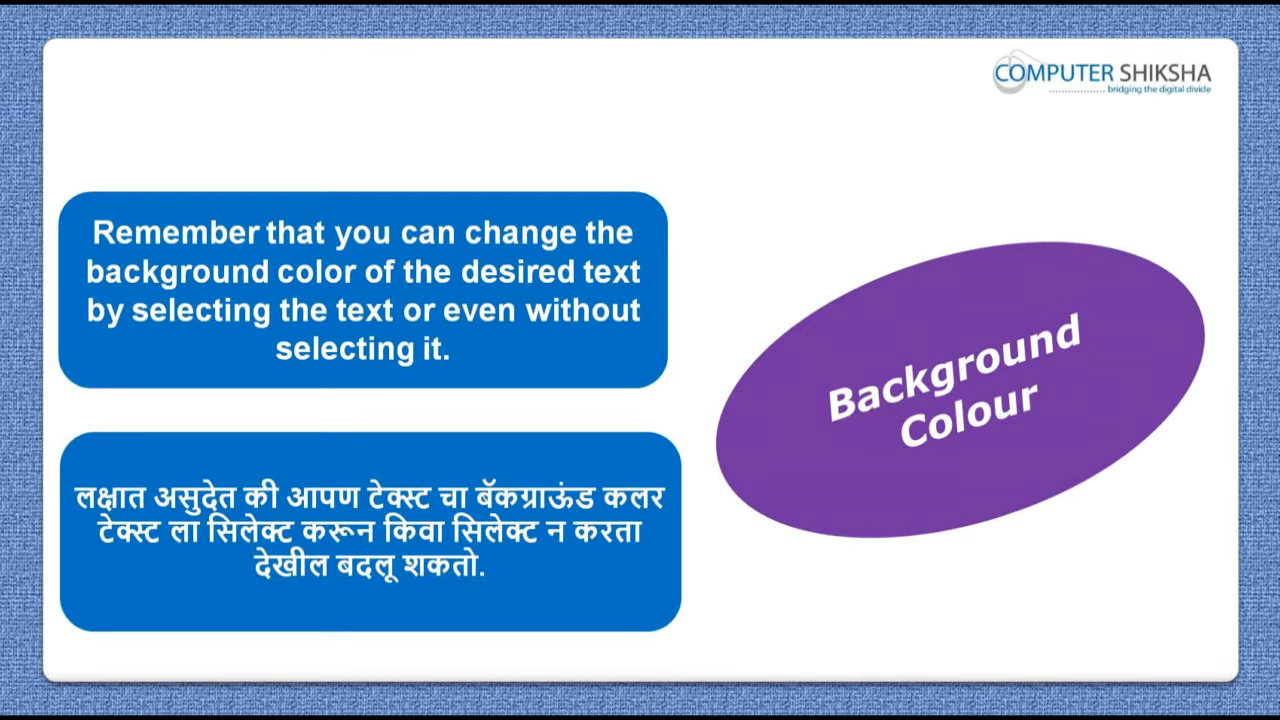 COMPUTER SHIKSHA
bridging the digital divide
Remember that you can change the
background color of the desired text
by selecting the text or even without
selecting it.
लक्षात असुदेत की आपण टेक्स्ट चा बॅकग्राऊंड कलर
टेक्स्ट ला सिलेक्ट करून किवा सिलेक्ट न करता
देखील बदलू शकतो.
Background
Colour